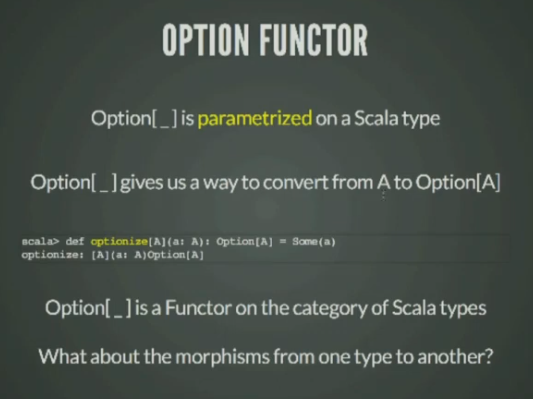 OPTION FUNCTOR
Option[_] is parametrized on a Scala type
Option[_] gives us a way to convert from A to Option[A]
scala> def optionize[A](a: A): Option[A] = Some(a)
optionize: [A](a: A)Option[A]
Option[_] is a Functor on the category of Scala types
What about the morphisms from one type to another?